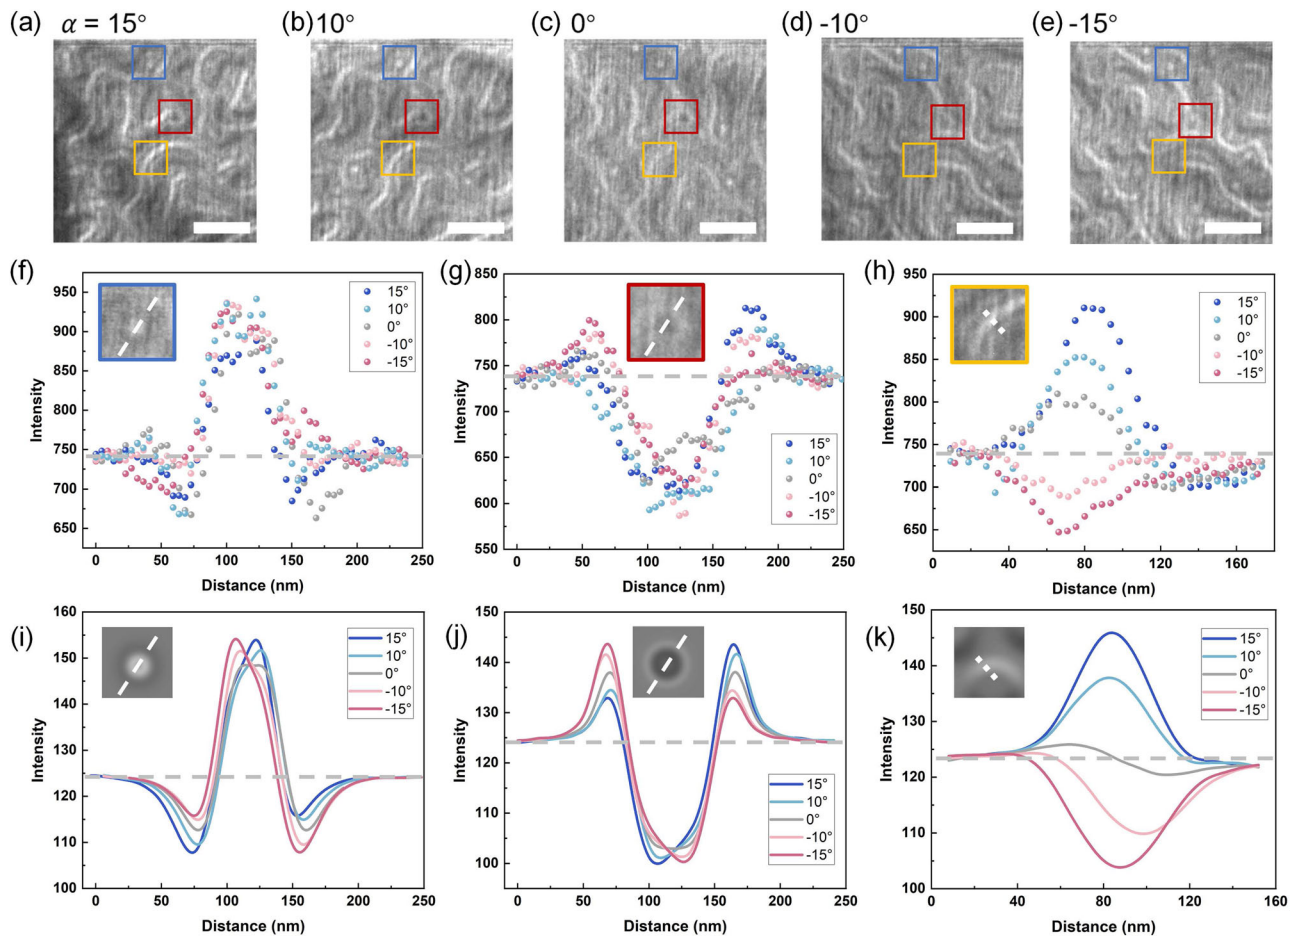 (a) α = 15° (b) 10° (c) 0° (d) -10° (e) -15°
(f)
950
900
850
800
750
700
650
Intensity
0 50 100 150 200 250
Distance (nm)
15°
10°
0°
-10°
-15°
(g)
850
800
750
700
650
600
550
Intensity
0 50 100 150 200 250
Distance (nm)
15°
10°
0°
-10°
-15°
(h)
950
900
850
800
750
700
650
Intensity
0 40 80 120 160
Distance (nm)
15°
10°
0°
-10°
-15°
(i)
160
150
140
130
120
110
100
Intensity
0 50 100 150 200 250
Distance (nm)
15°
10°
0°
-10°
-15°
(j)
150
140
130
120
110
100
Intensity
0 50 100 150 200 250
Distance (nm)
15°
10°
0°
-10°
-15°
(k)
150
140
130
120
110
100
Intensity
0 40 80 120 160
Distance (nm)
15°
10°
0°
-10°
-15°